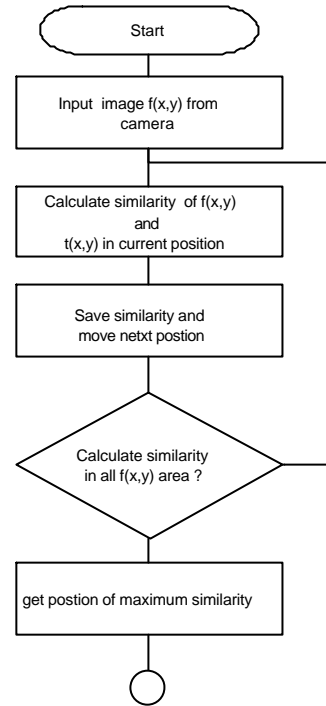 Start
Input image f(x,y) from
camera
Calculate similarity of f(x,y)
and
t(x,y) in current position
Save similarity and
move netxt postion
Calculate similarity
in all f(x,y) area ?
get postion of maximum similarity